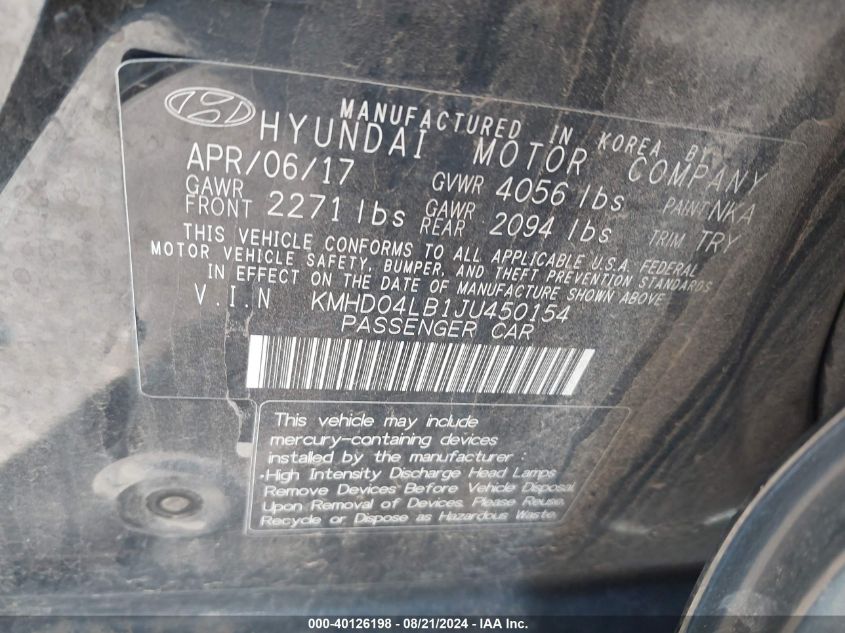 MANUFACTURED IN KOREA BY
HYUNDAI MOTOR COMPANY
APR/06/17 GVWR 4056 lbs PAINT NKA
GAWR FRONT 2271 lbs GAWR REAR 2094 lbs TRIM TRY
THIS VEHICLE CONFORMS TO ALL APPLICABLE U.S.A. FEDERAL
MOTOR VEHICLE SAFETY, BUMPER, AND THEFT PREVENTION STANDARDS
IN EFFECT ON THE DATE OF MANUFACTURE SHOWN ABOVE.
V.I.N KMHD04LB1JU450154
PASSENGER CAR
This vehicle may include
mercury-containing devices
installed by the manufacturer :
•High Intensity Discharge Head Lamps
Remove Devices Before Vehicle Disposal
Upon Removal of Devices. Please Reuse,
Recycle or Dispose as Hazardous Waste.
000-40126198 - 08/21/2024 - IAA Inc.